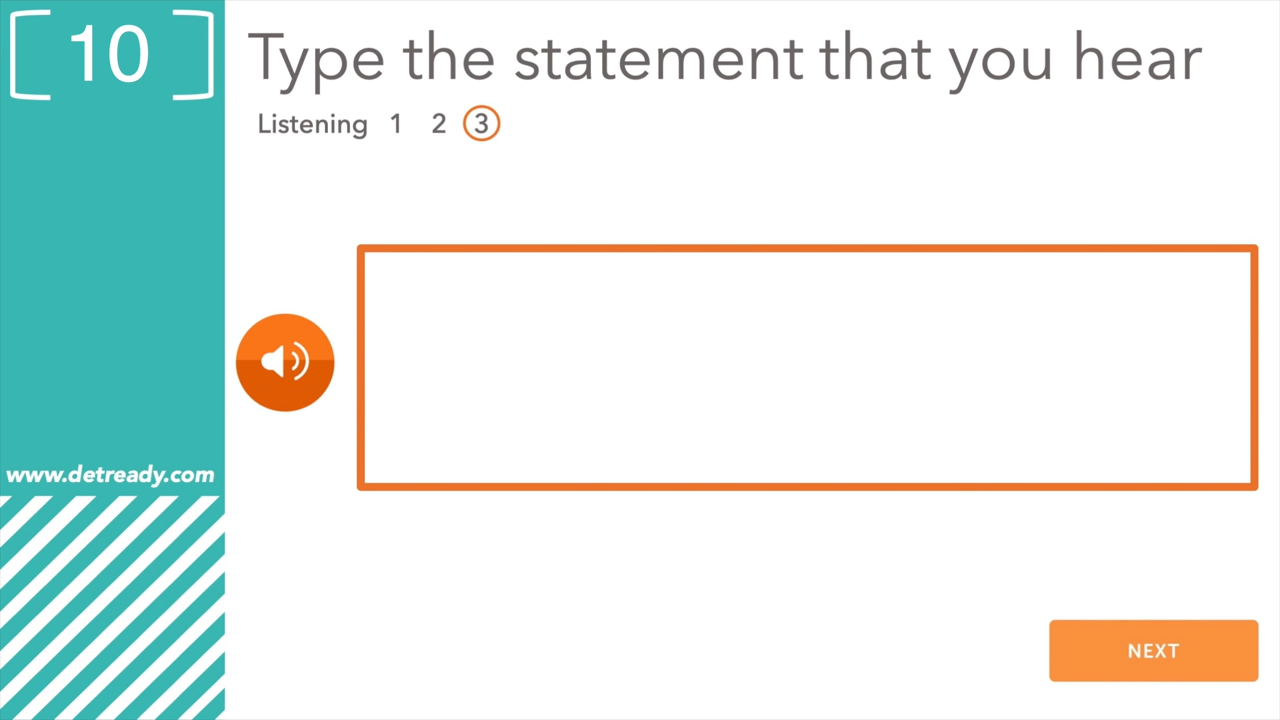 [ 10 ]
Type the statement that you hear
Listening 1 2 3
www.detready.com
NEXT